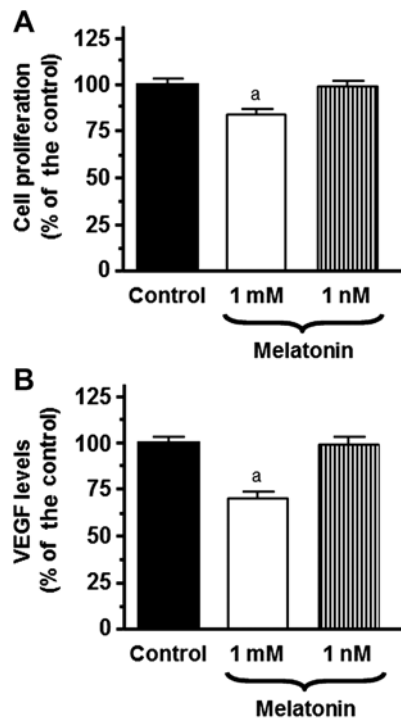 A
Cell proliferation
(% of the control)
125
100
75
50
25
0
a
Control 1 mM 1 nM
Melatonin
B
VEGF levels
(% of the control)
125
100
75
50
25
0
a
Control 1 mM 1 nM
Melatonin